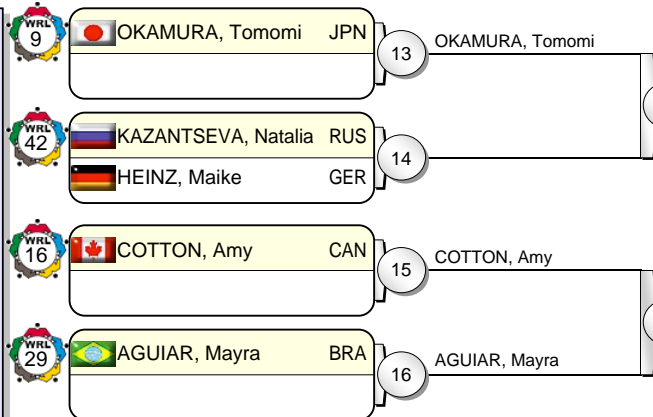 WRL
9
OKAMURA, Tomomi JPN
13
OKAMURA, Tomomi
WRL
42
KAZANTSEVA, Natalia RUS
14
HEINZ, Maike GER
WRL
16
COTTON, Amy CAN
15
COTTON, Amy
WRL
29
AGUIAR, Mayra BRA
16
AGUIAR, Mayra